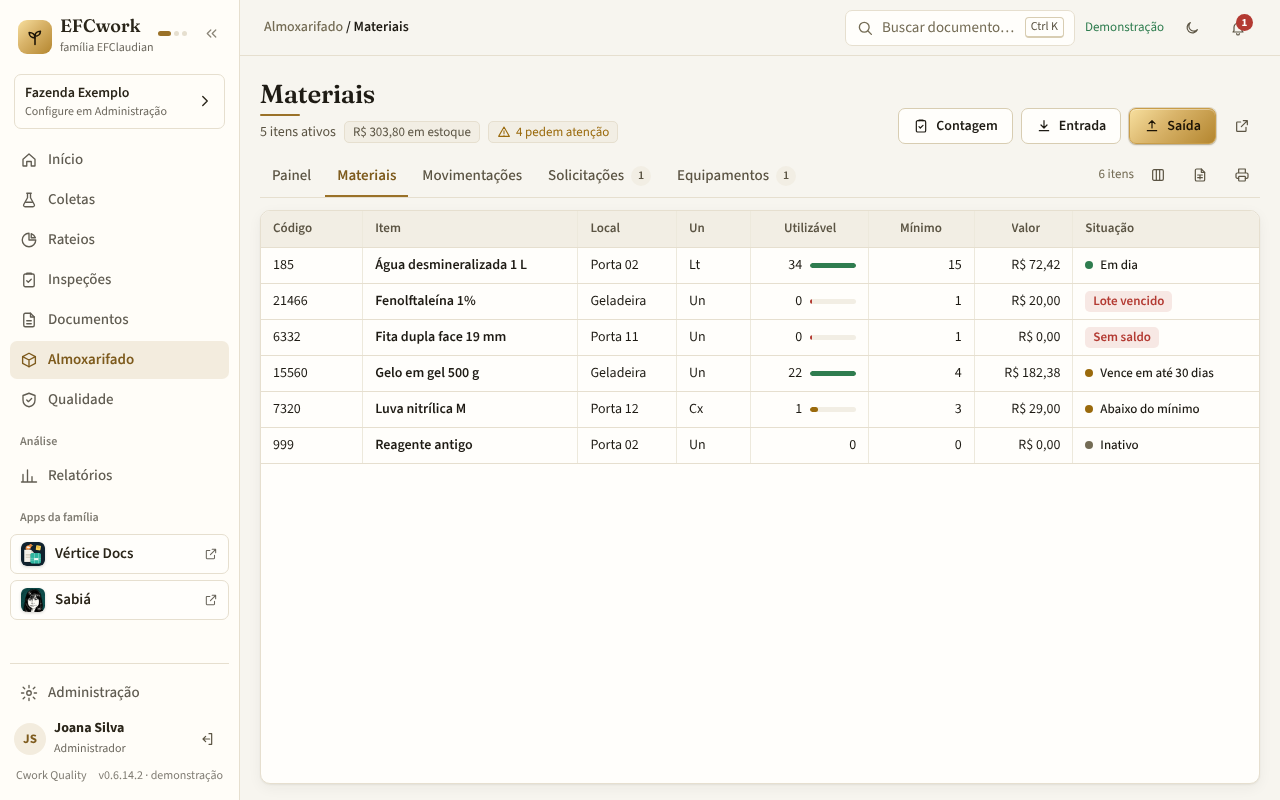 EFCwork
família EFClaudian
Fazenda Exemplo
Configure em Administração
Início
Coletas
Rateios
Inspeções
Documentos
Almoxarifado
Qualidade
Análise
Relatórios
Apps da família
Vértice Docs
Sabiá
Administração
JS
Joana Silva
Administrador
Cwork Quality v0.6.14.2 · demonstração
Almoxarifado / Materiais
Buscar documento… Ctrl K
Demonstração
1
Materiais
5 itens ativos R$ 303,80 em estoque 4 pedem atenção
Contagem Entrada Saída
Painel Materiais Movimentações Solicitações 1 Equipamentos 1 6 itens
Código Item Local Un Utilizável Mínimo Valor Situação
185 Água desmineralizada 1 L Porta 02 Lt 34 15 R$ 72,42 Em dia
21466 Fenolftaleína 1% Geladeira Un 0 1 R$ 20,00 Lote vencido
6332 Fita dupla face 19 mm Porta 11 Un 0 1 R$ 0,00 Sem saldo
15560 Gelo em gel 500 g Geladeira Un 22 4 R$ 182,38 Vence em até 30 dias
7320 Luva nitrílica M Porta 12 Cx 1 3 R$ 29,00 Abaixo do mínimo
999 Reagente antigo Porta 02 Un 0 0 R$ 0,00 Inativo